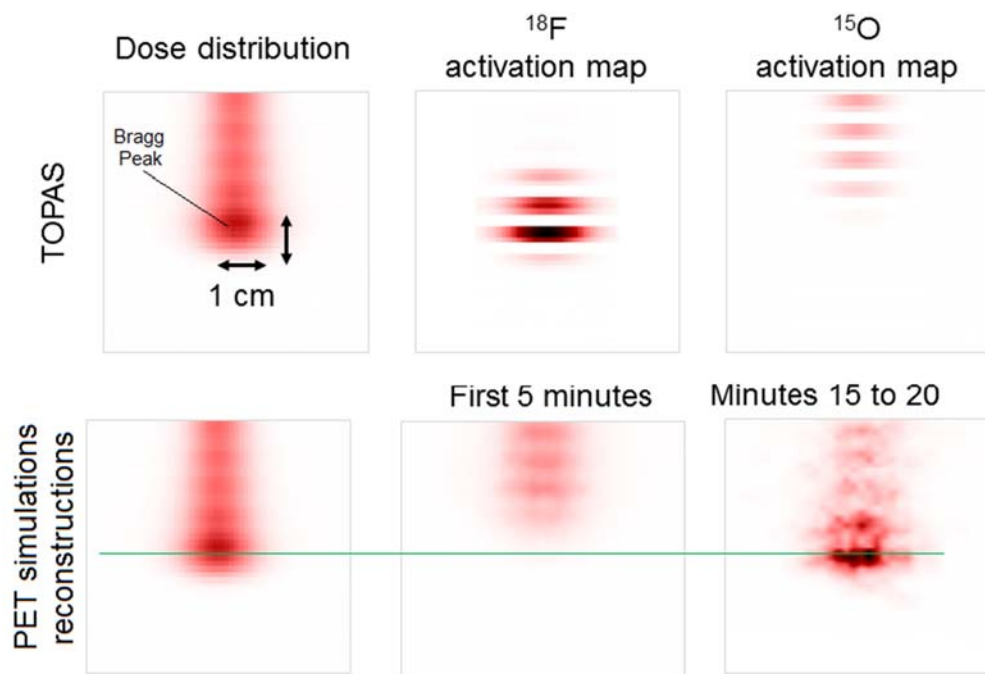 Dose distribution
¹⁸F
activation map
¹⁵O
activation map
TOPAS
Bragg
Peak
1 cm
PET simulations
reconstructions
First 5 minutes
Minutes 15 to 20